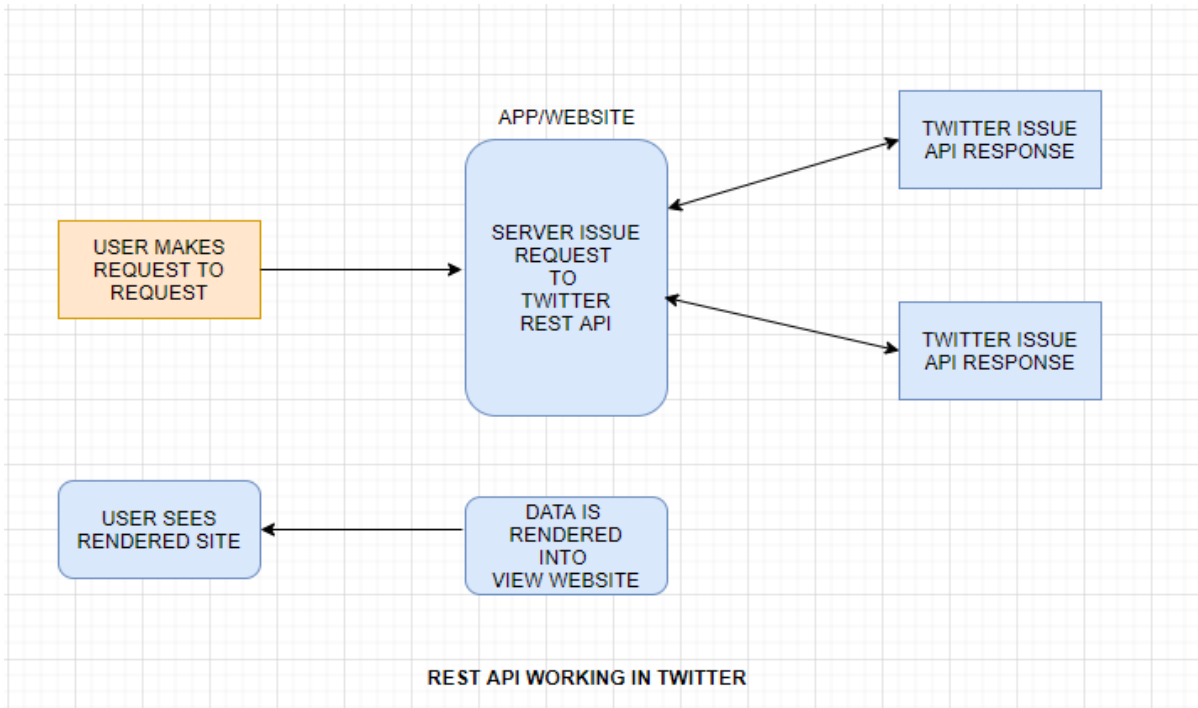 APP/WEBSITE
USER MAKES
REQUEST TO
REQUEST
SERVER ISSUE
REQUEST
TO
TWITTER
REST API
TWITTER ISSUE
API RESPONSE
TWITTER ISSUE
API RESPONSE
USER SEES
RENDERED SITE
DATA IS
RENDERED
INTO
VIEW WEBSITE
REST API WORKING IN TWITTER